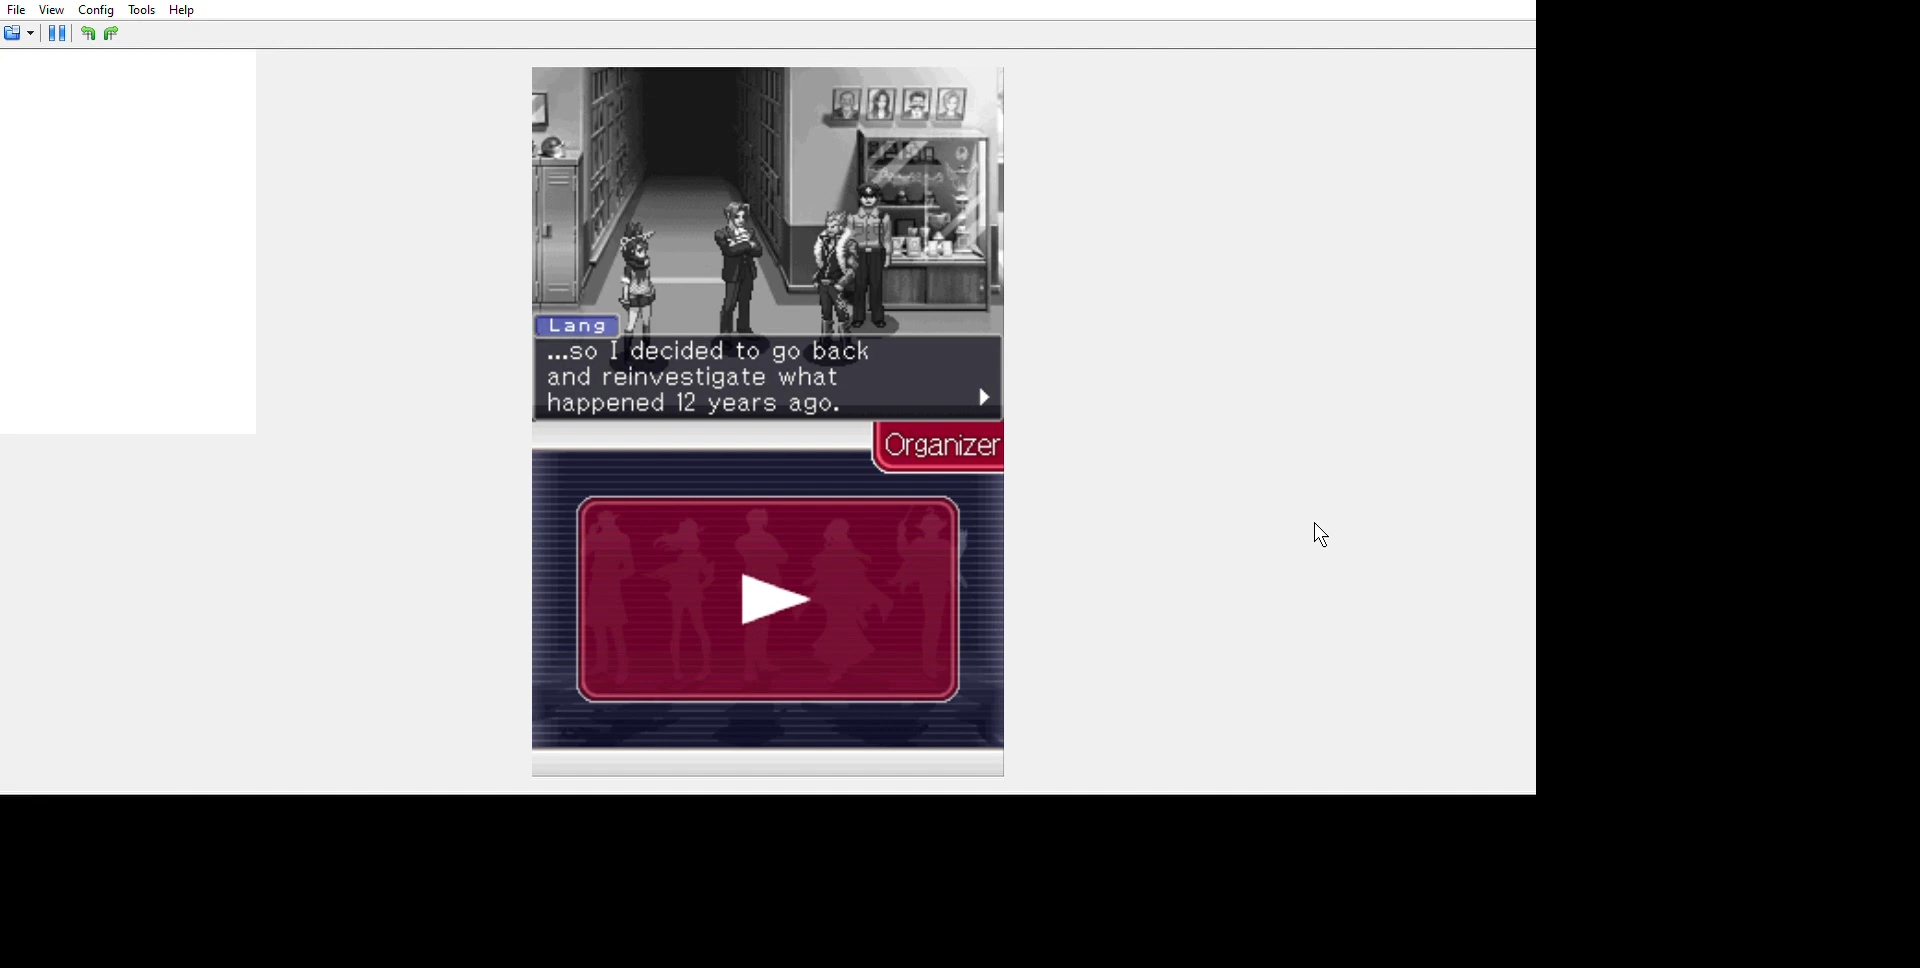 File View Config Tools Help
Lang
...so I decided to go back
and reinvestigate what
happened 12 years ago.
Organizer